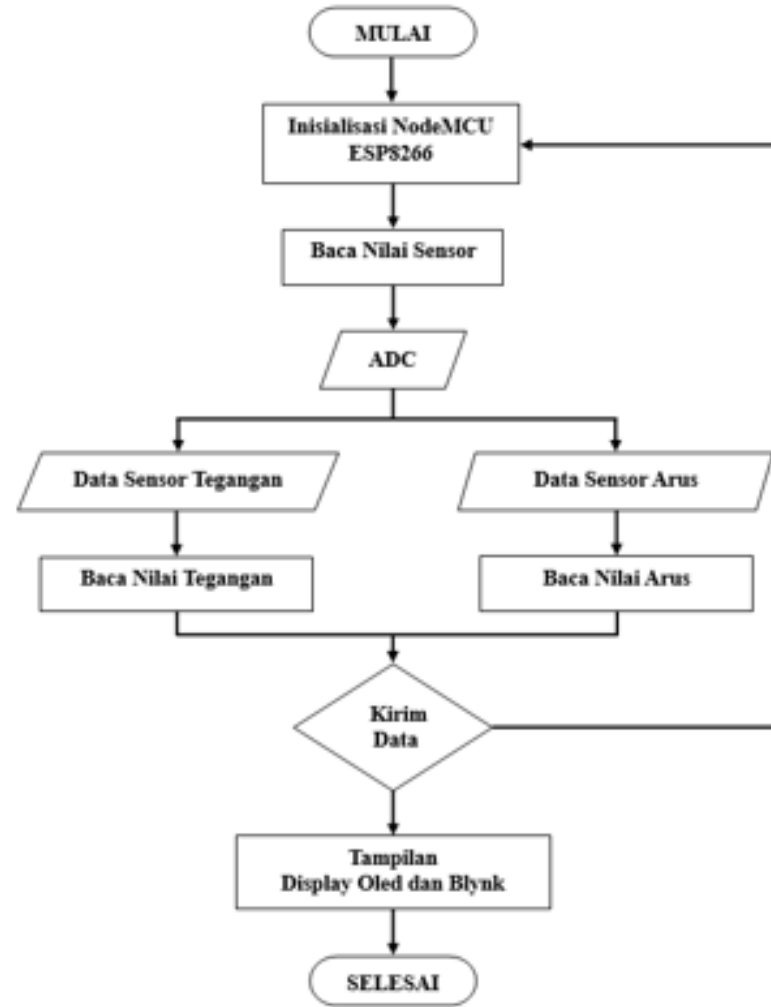 MULAI
Inisialisasi NodeMCU
ESP8266
Baca Nilai Sensor
ADC
Data Sensor Tegangan
Data Sensor Arus
Baca Nilai Tegangan
Baca Nilai Arus
Kirim
Data
Tampilan
Display Oled dan Blynk
SELESAI